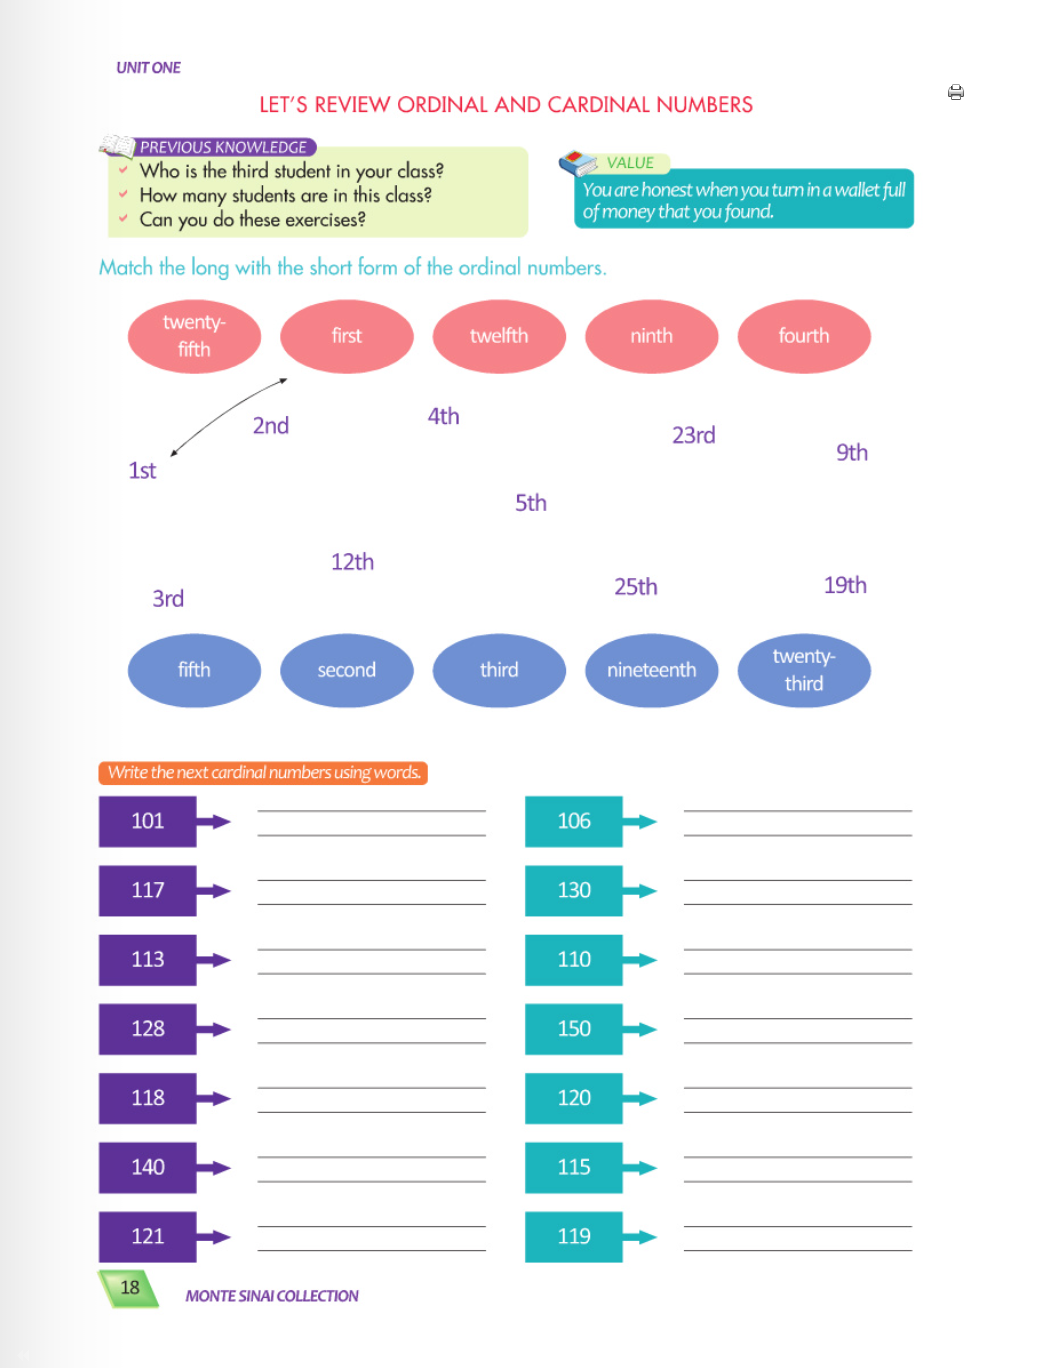 UNIT ONE
LET'S REVIEW ORDINAL AND CARDINAL NUMBERS
PREVIOUS KNOWLEDGE
Who is the third student in your class?
How many students are in this class?
Can you do these exercises?
VALUE
You are honest when you turn in a wallet full
of money that you found.
Match the long with the short form of the ordinal numbers.
twenty-
fifth
first
twelfth
ninth
fourth
2nd
4th
23rd
9th
1st
5th
12th
25th
19th
3rd
fifth
second
third
nineteenth
twenty-
third
Write the next cardinal numbers using words.
101
106
117
130
113
110
128
150
118
120
140
115
121
119
18
MONTE SINAI COLLECTION